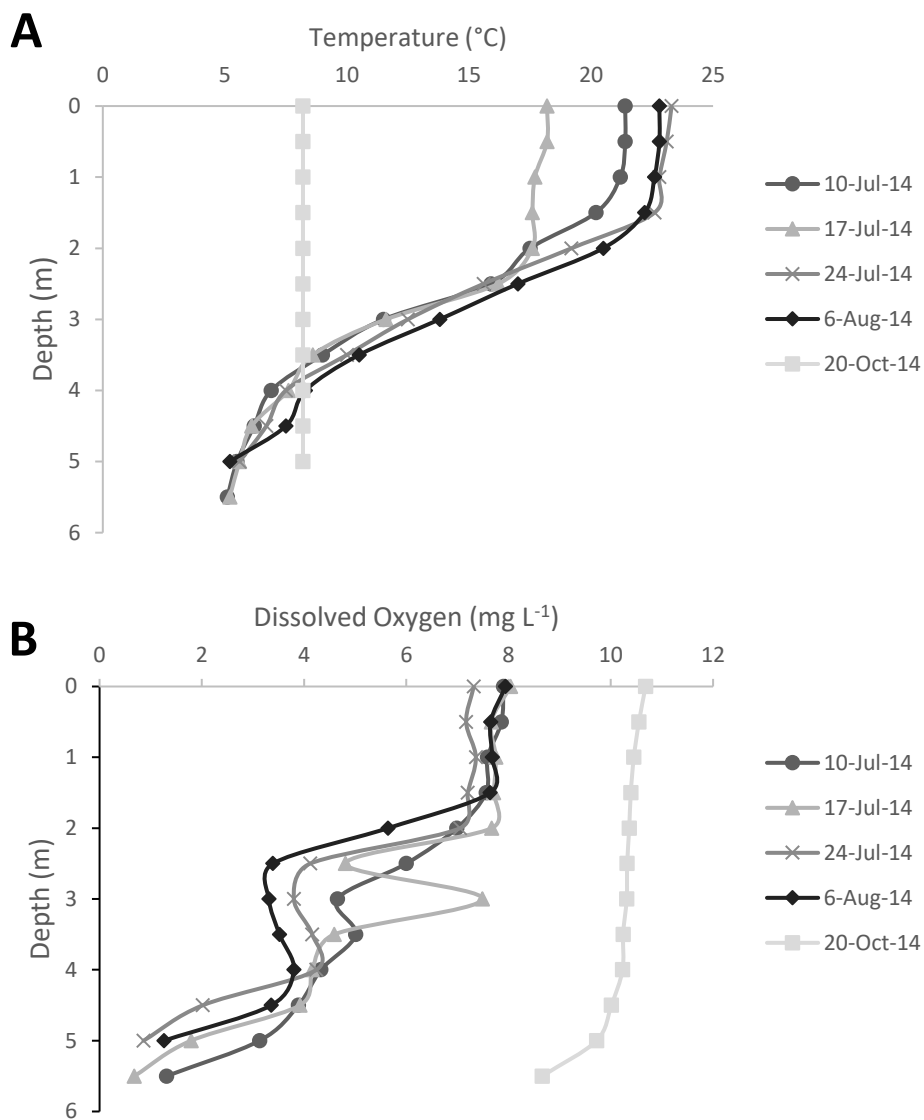 A
Temperature (°C)
0 5 10 15 20 25
0
1
2
3
4
5
6
Depth (m)
10-Jul-14
17-Jul-14
24-Jul-14
6-Aug-14
20-Oct-14
B
Dissolved Oxygen (mg L⁻¹)
0 2 4 6 8 10 12
0
1
2
3
4
5
6
Depth (m)
10-Jul-14
17-Jul-14
24-Jul-14
6-Aug-14
20-Oct-14